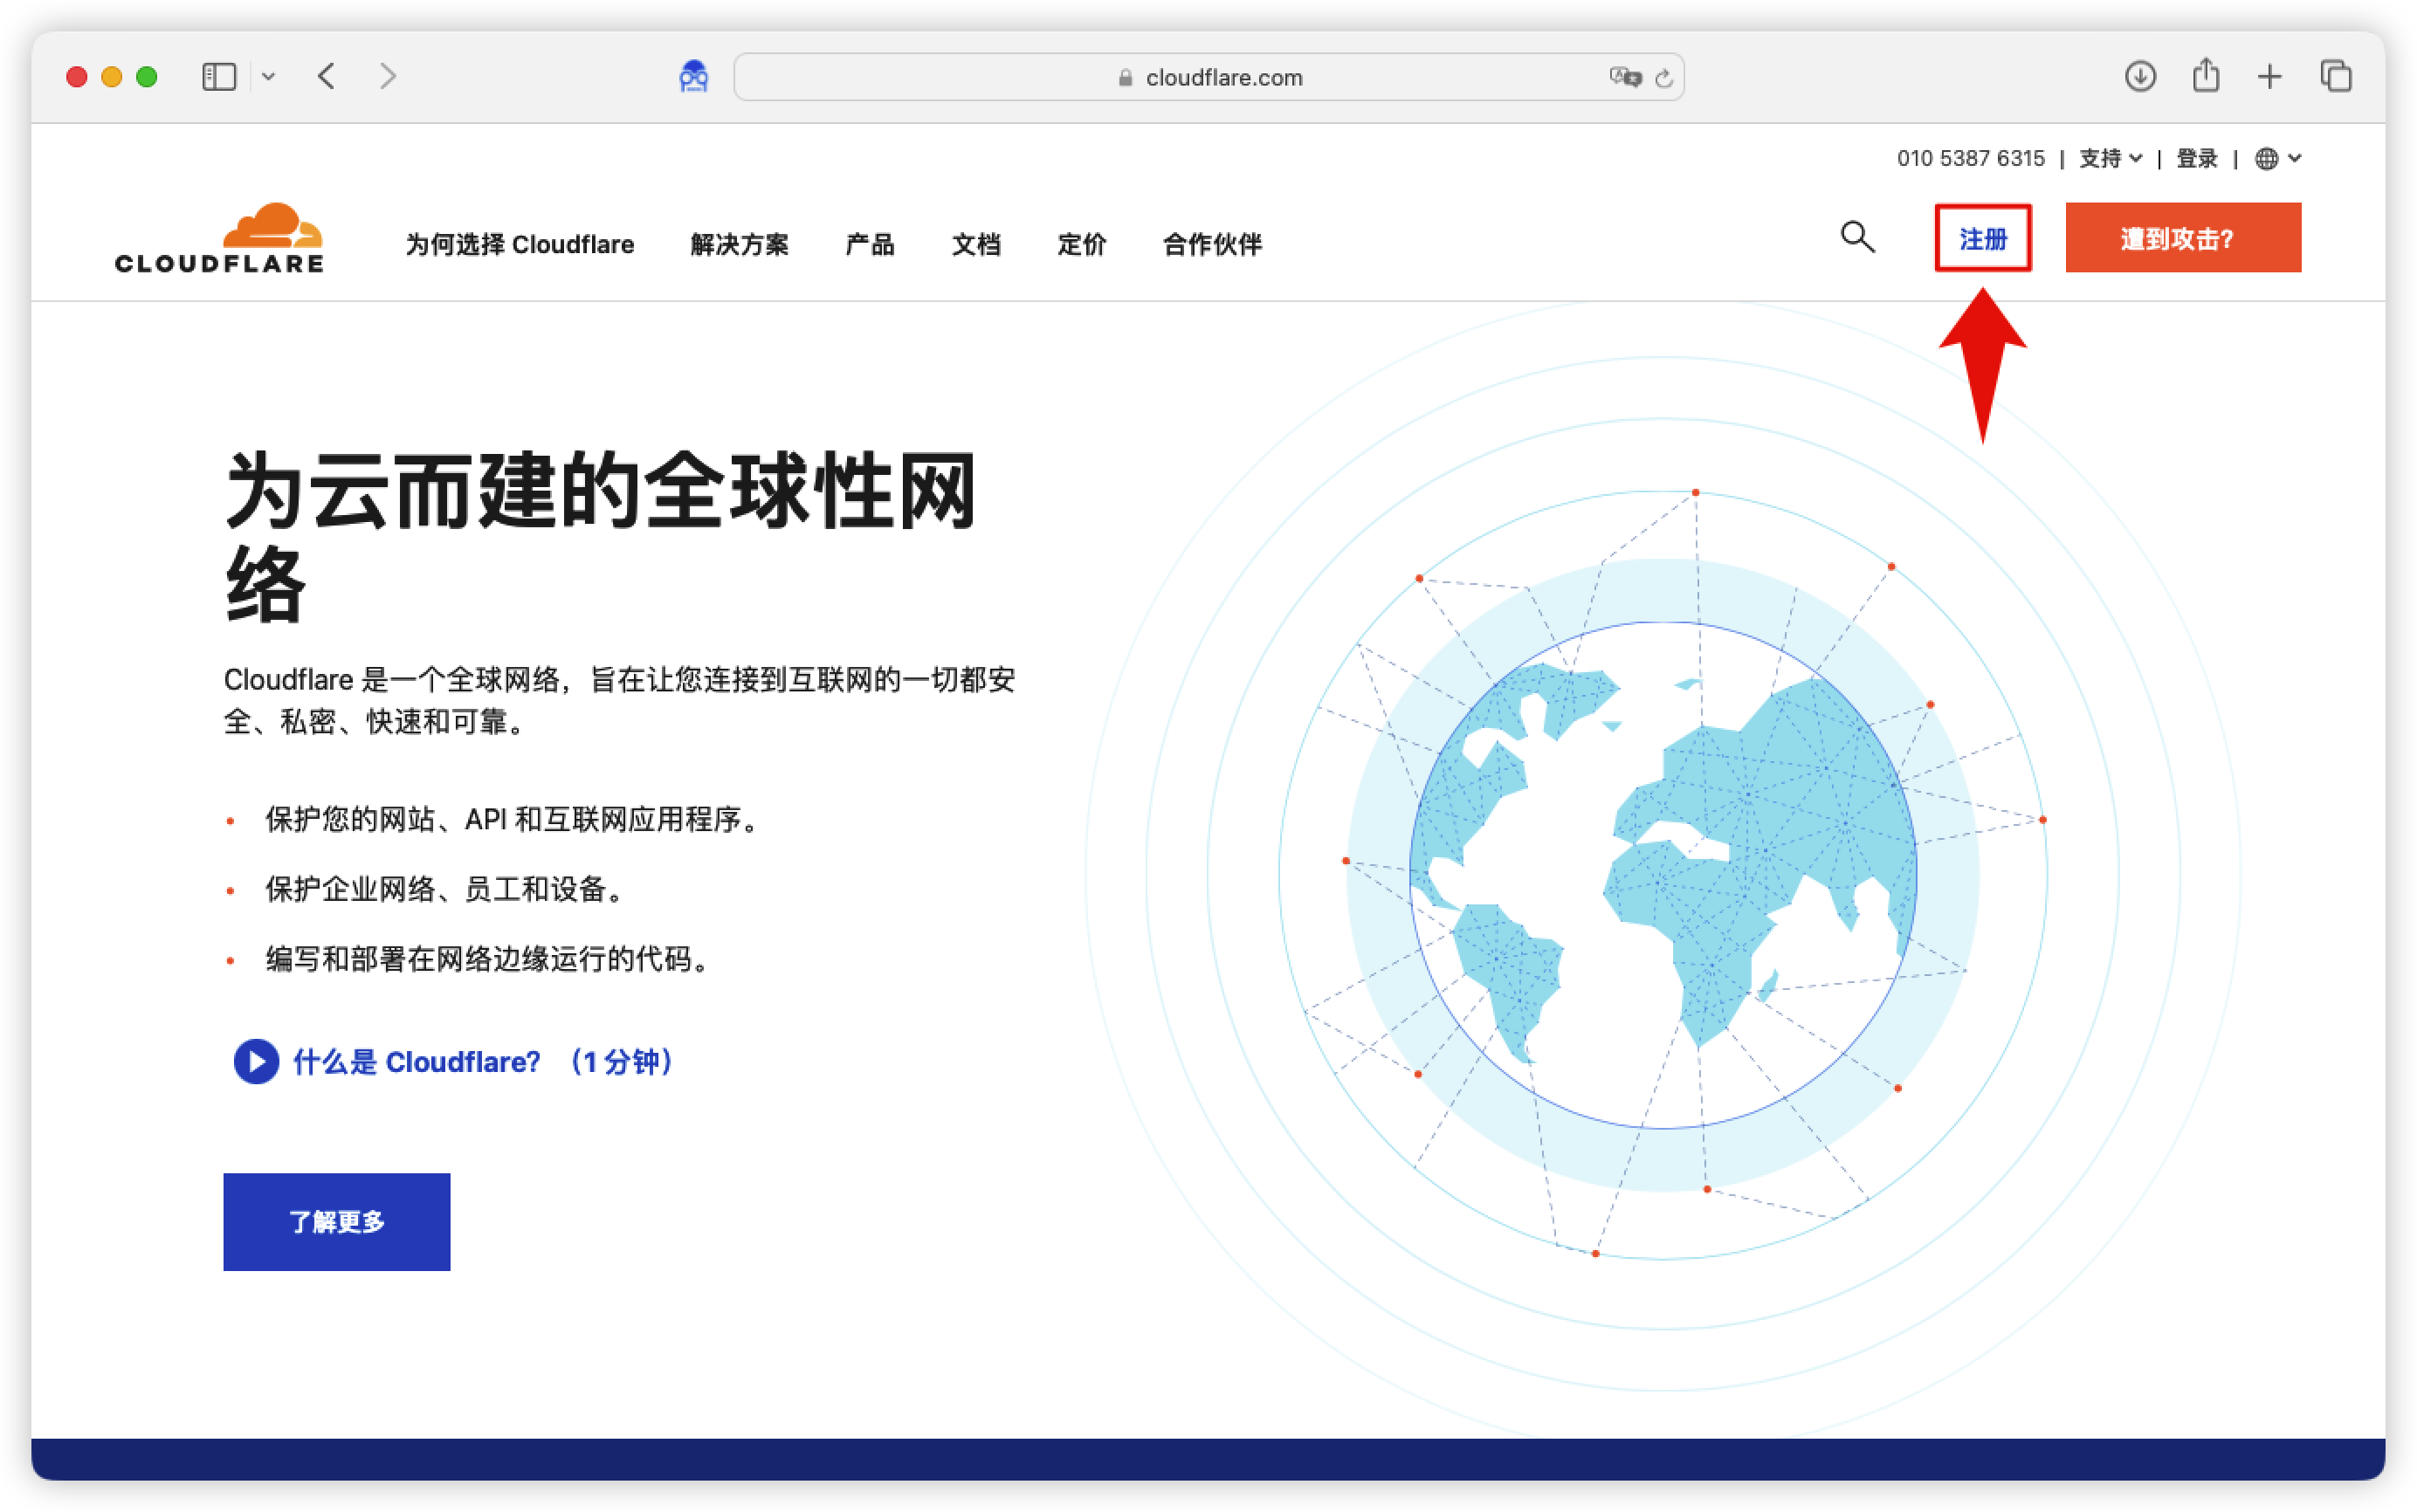 cloudflare.com
010 5387 6315 | 支持 | 登录 |
CLOUDFLARE
为何选择 Cloudflare 解决方案 产品 文档 定价 合作伙伴
注册
遭到攻击?
为云而建的全球性网
络
Cloudflare 是一个全球网络，旨在让您连接到互联网的一切都安
全、私密、快速和可靠。
• 保护您的网站、API 和互联网应用程序。
• 保护企业网络、员工和设备。
• 编写和部署在网络边缘运行的代码。
什么是 Cloudflare? （1 分钟）
了解更多